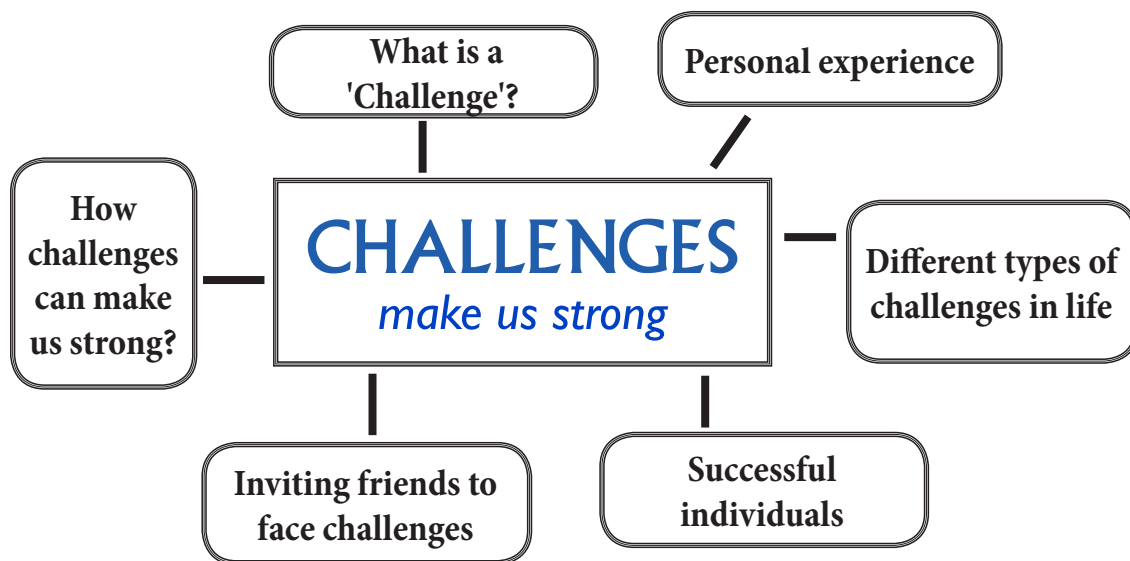 What is a
'Challenge'?
Personal experience
How
challenges
can make
us strong?
CHALLENGES
make us strong
Different types of
challenges in life
Inviting friends to
face challenges
Successful
individuals